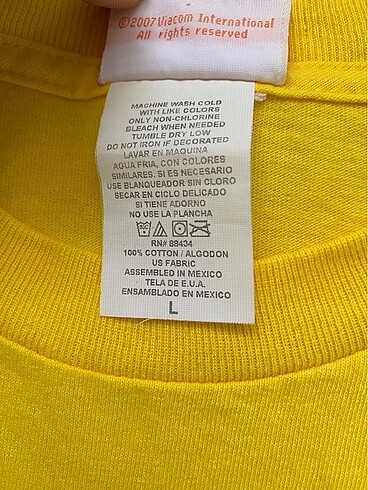 ©2007 Viacom International
All rights reserved
MACHINE WASH COLD
WITH LIKE COLORS
ONLY NON-CHLORINE
BLEACH WHEN NEEDED
TUMBLE DRY LOW
DO NOT IRON IF DECORATED
LAVAR EN MAQUINA
AGUA FRIA, CON COLORES
SIMILARES. SI ES NECESARIO
USE BLANQUEADOR SIN CLORO
SECAR EN CICLO DELICADO
SI TIENE ADORNO
NO USE LA PLANCHA
RN# 88434
100% COTTON / ALGODON
US FABRIC
ASSEMBLED IN MEXICO
TELA DE E.U.A.
ENSAMBLADO EN MEXICO
L